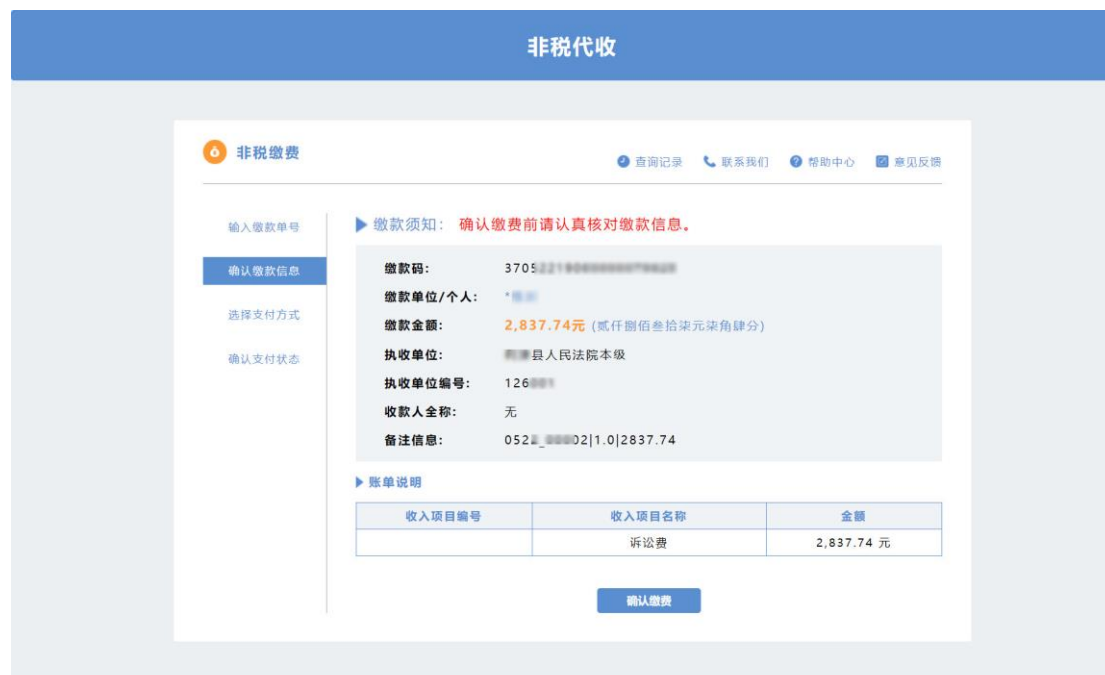 非税代收
非税缴费
查询记录 联系我们 帮助中心 意见反馈
输入缴款单号
确认缴款信息
选择支付方式
确认支付状态
缴款须知： 确认缴费前请认真核对缴款信息。
缴款码： 3705
缴款单位/个人： *
缴款金额： 2,837.74元 (贰仟捌佰叁拾柒元柒角肆分)
执收单位： 县人民法院本级
执收单位编号： 126
收款人全称： 无
备注信息： 052 02|1.0|2837.74
账单说明
收入项目编号 收入项目名称 金额
诉讼费 2,837.74 元
确认缴费